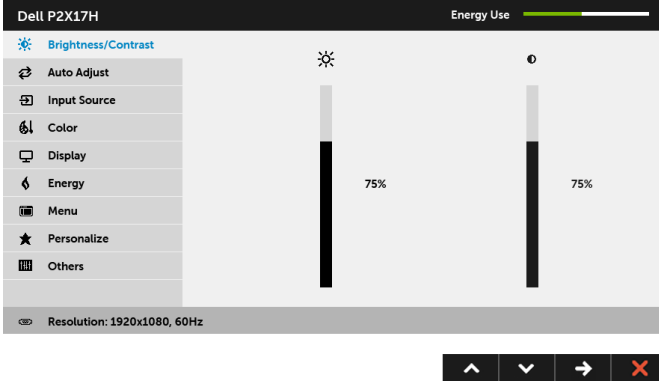 Dell P2X17H
Energy Use
Brightness/Contrast
Auto Adjust
Input Source
Color
Display
Energy
75%
75%
Menu
Personalize
Others
Resolution: 1920x1080, 60Hz